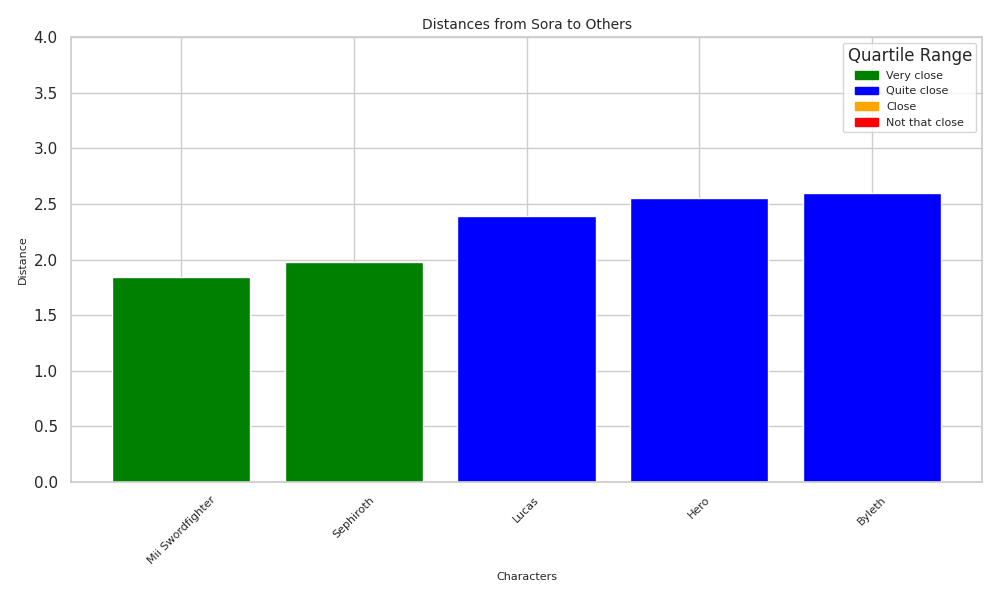 Distances from Sora to Others
4.0
3.5
3.0
2.5
2.0
1.5
1.0
0.5
0.0
Distance
Quartile Range
Very close
Quite close
Close
Not that close
Mii Swordfighter
Sephiroth
Lucas
Hero
Byleth
Characters